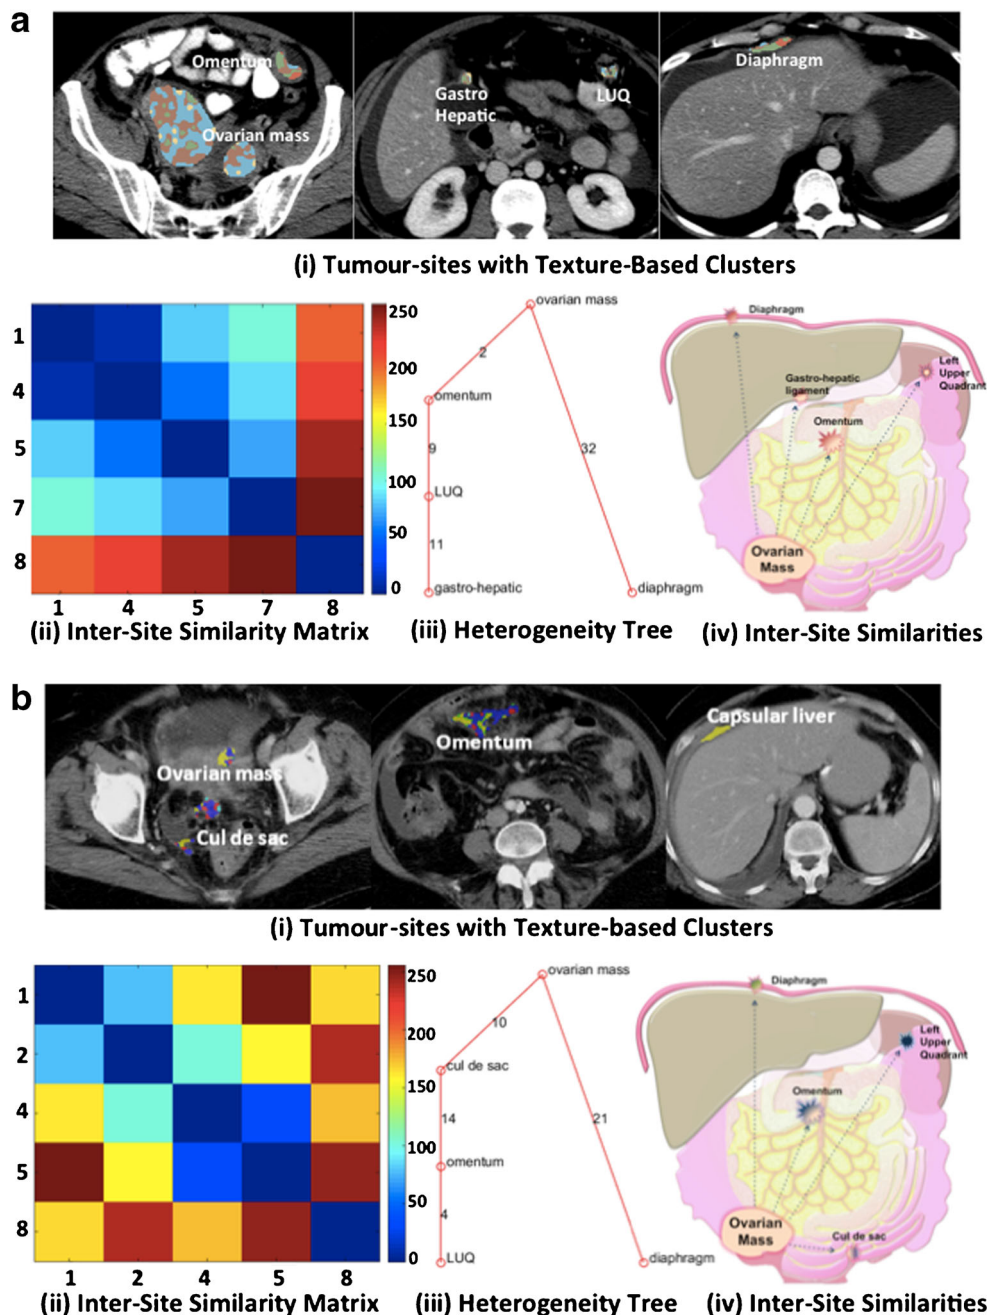 a
Omentum
Ovarian mass
Gastro
Hepatic
LUQ
Diaphragm
(i) Tumour-sites with Texture-Based Clusters
1
4
5
7
8
1 4 5 7 8
250
200
150
100
50
0
(ii) Inter-Site Similarity Matrix
ovarian mass
2
omentum
9
32
LUQ
11
gastro-hepatic
diaphragm
(iii) Heterogeneity Tree
Diaphragm
Gastro-hepatic
ligament
Left
Upper
Quadrant
Omentum
Ovarian
Mass
(iv) Inter-Site Similarities
b
Ovarian mass
Cul de sac
Omentum
Capsular liver
(i) Tumour-sites with Texture-based Clusters
1
2
4
5
8
1 2 4 5 8
250
200
150
100
50
0
(ii) Inter-Site Similarity Matrix
ovarian mass
10
cul de sac
14
21
omentum
4
LUQ
diaphragm
(iii) Heterogeneity Tree
Diaphragm
Left
Upper
Quadrant
Omentum
Ovarian
Mass
Cul de sac
(iv) Inter-Site Similarities